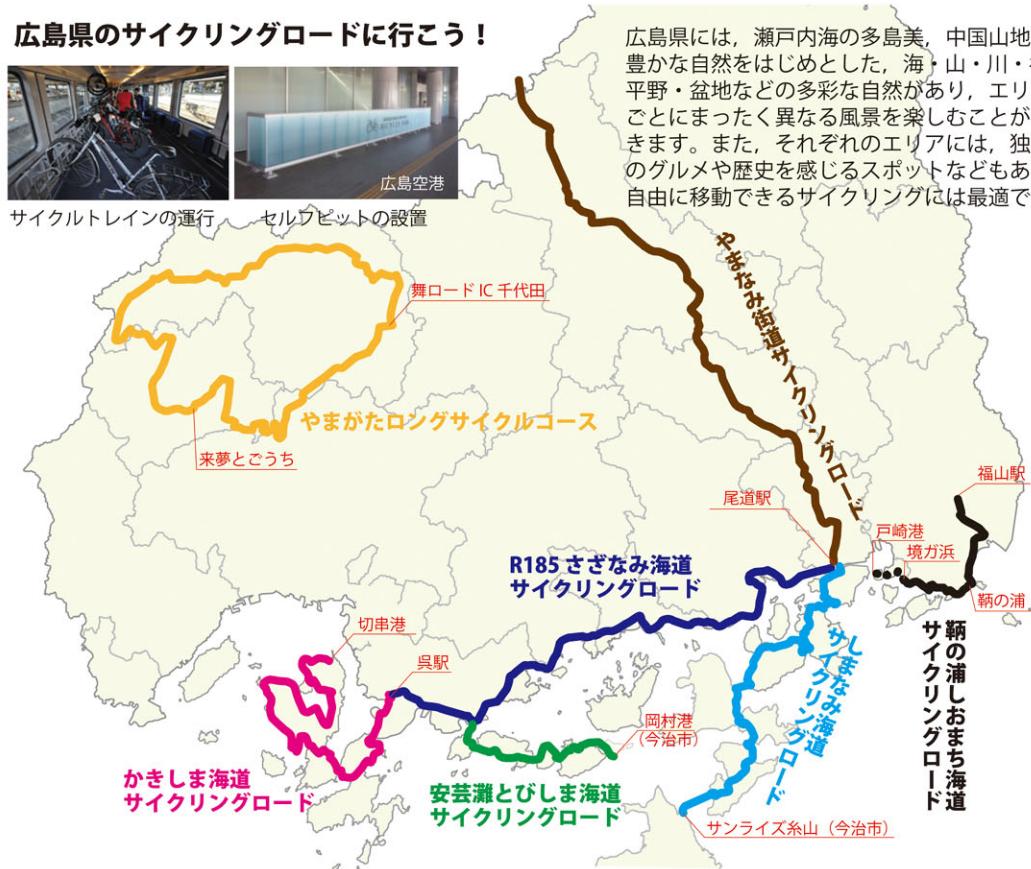 広島県のサイクリングロードに行こう！
広島県には，瀬戸内海の多島美，中国山地
豊かな自然をはじめとした，海・山・川・
平野・盆地などの多彩な自然があり，エリ
ごとにまったく異なる風景を楽しむことが
きます。また，それぞれのエリアには，独
のグルメや歴史を感じるスポットなどもあ
自由に移動できるサイクリングには最適で
広島空港
サイクルトレインの運行
セルフピットの設置
やまなみ街道サイクリングロード
舞ロード IC 千代田
やまがたロングサイクルコース
来夢とごうち
福山駅
尾道駅
戸崎港
境ガ浜
鞆の浦
R185 さざなみ海道
サイクリングロード
切串港
呉駅
鞆の浦しおまち海道
サイクリングロード
しまなみ海道
サイクリングロード
岡村港
（今治市）
かきしま海道
サイクリングロード
安芸灘とびしま海道
サイクリングロード
サンライズ糸山（今治市）